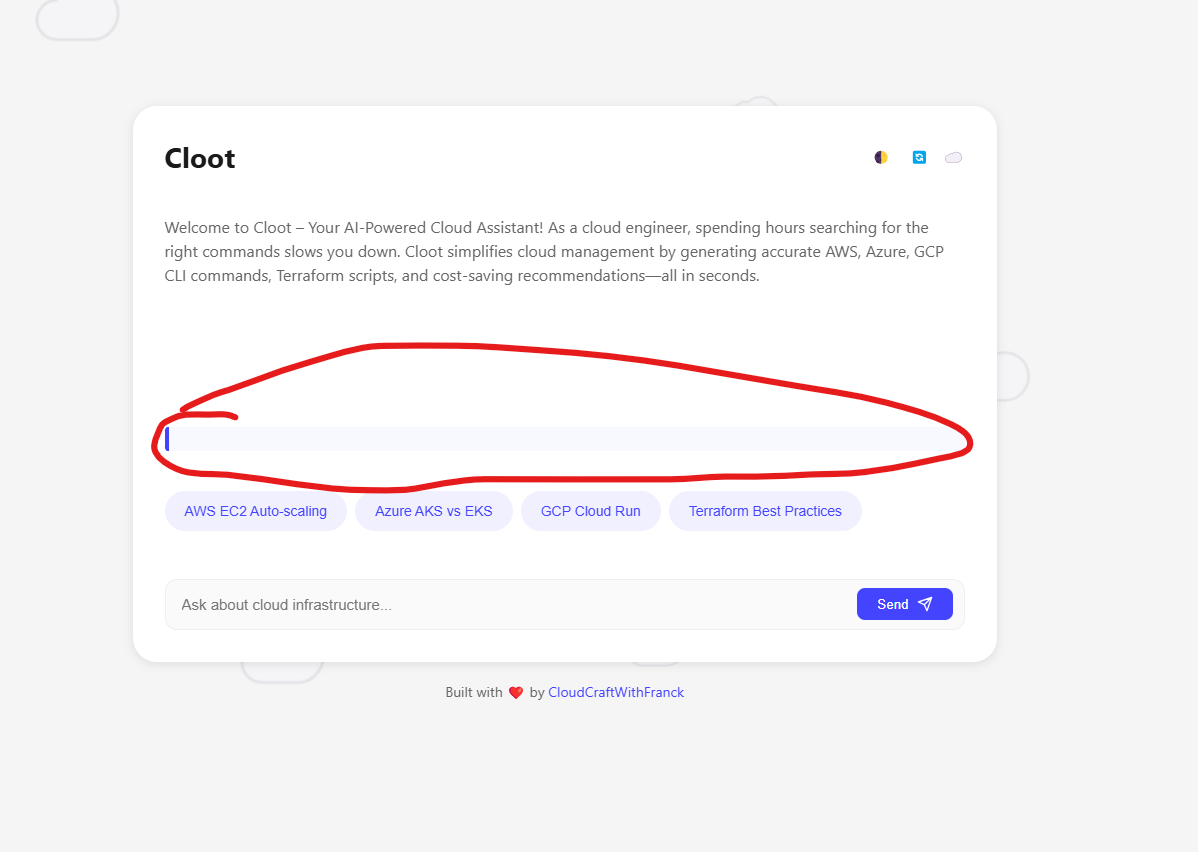 Cloot
Welcome to Cloot – Your AI-Powered Cloud Assistant! As a cloud engineer, spending hours searching for the
right commands slows you down. Cloot simplifies cloud management by generating accurate AWS, Azure, GCP
CLI commands, Terraform scripts, and cost-saving recommendations—all in seconds.
AWS EC2 Auto-scaling
Azure AKS vs EKS
GCP Cloud Run
Terraform Best Practices
Ask about cloud infrastructure...
Send
Built with ❤️ by CloudCraftWithFranck